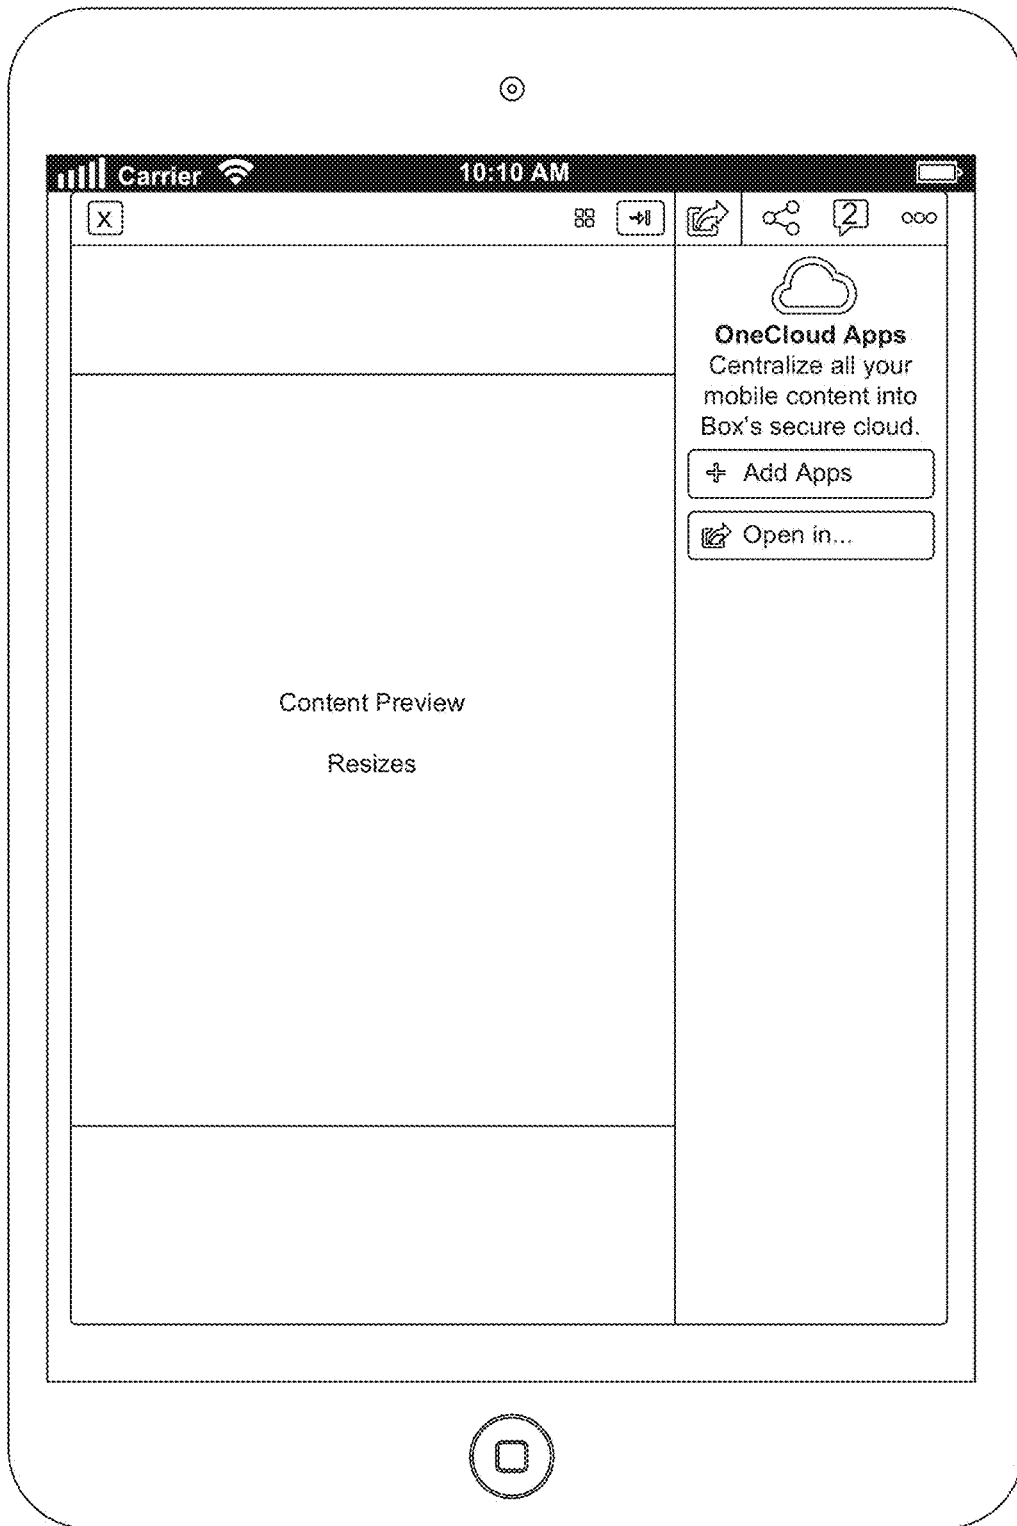 Carrier
10:10 AM
X
2
OneCloud Apps
Centralize all your
mobile content into
Box's secure cloud.
Add Apps
Open in...
Content Preview
Resizes